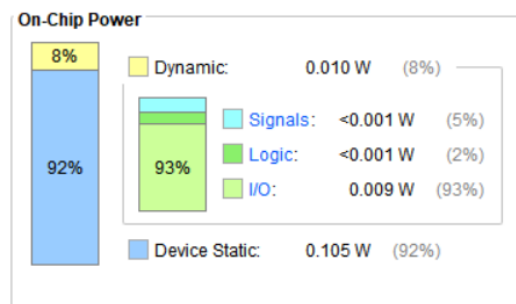 On-Chip Power
8%
92%
Dynamic: 0.010 W (8%)
93%
Signals: <0.001 W (5%)
Logic: <0.001 W (2%)
I/O: 0.009 W (93%)
Device Static: 0.105 W (92%)